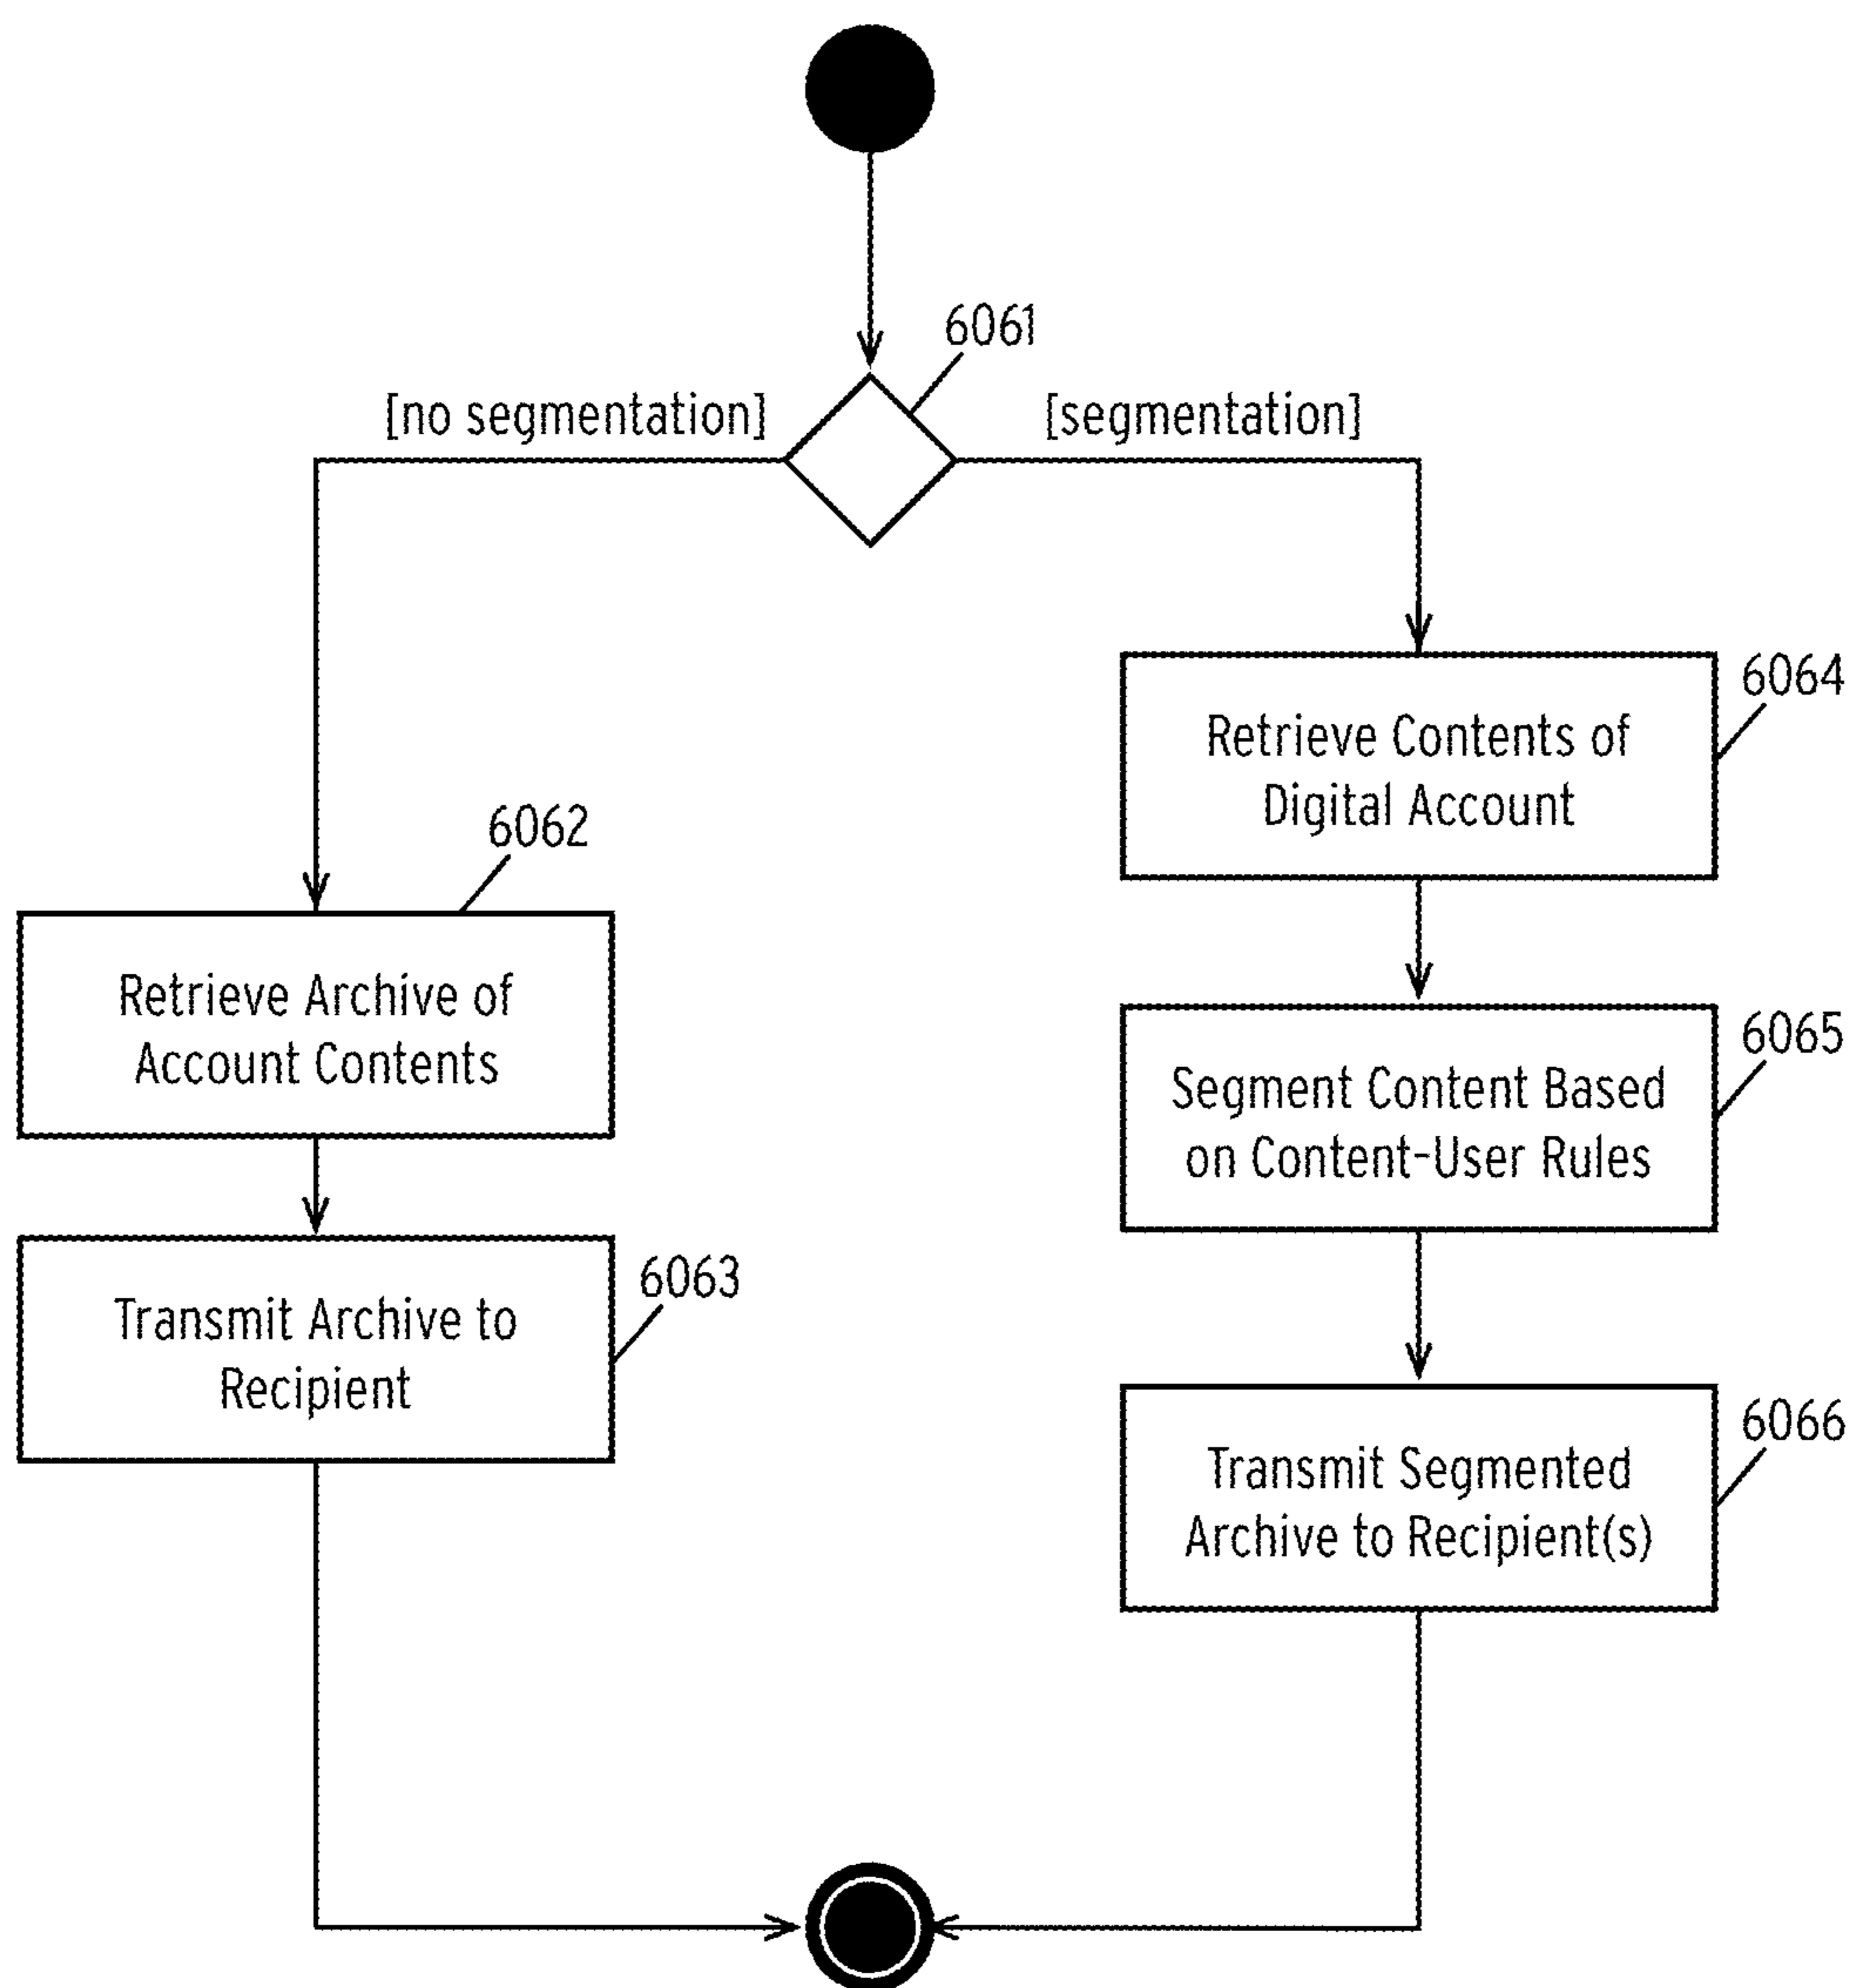 6061
[no segmentation]
[segmentation]
6064
Retrieve Contents of
Digital Account
6062
Retrieve Archive of
Account Contents
6065
Segment Content Based
on Content-User Rules
6063
Transmit Archive to
Recipient
6066
Transmit Segmented
Archive to Recipient(s)